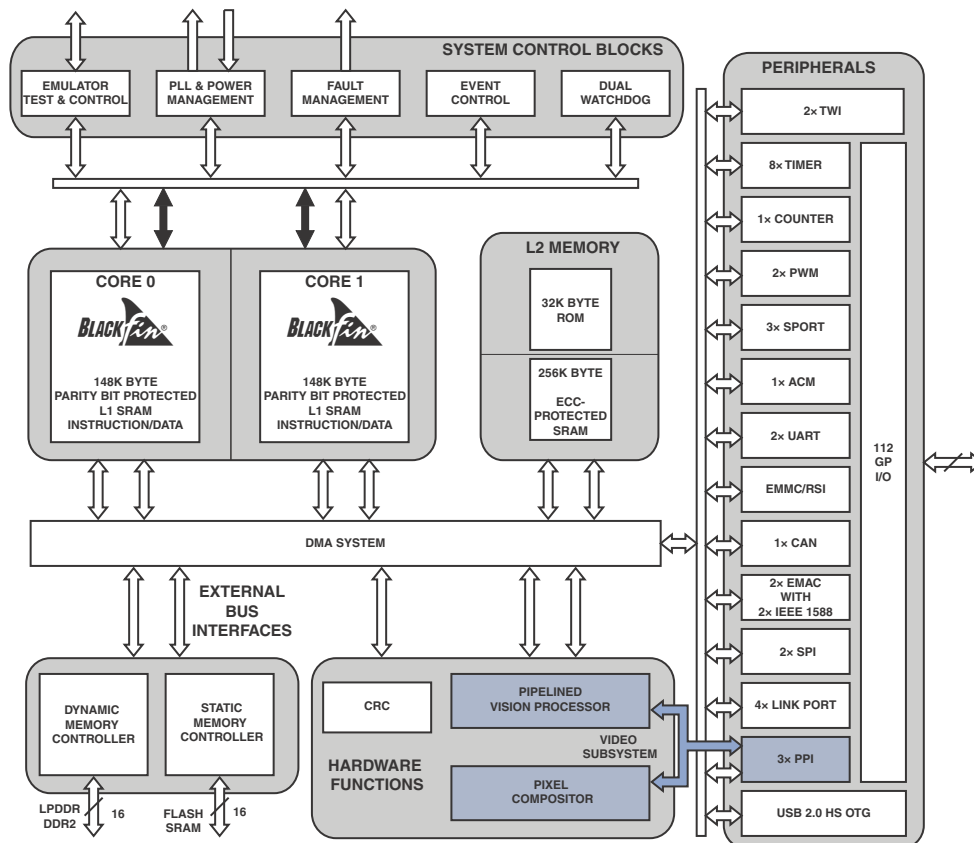 SYSTEM CONTROL BLOCKS
EMULATOR
TEST & CONTROL
PLL & POWER
MANAGEMENT
FAULT
MANAGEMENT
EVENT
CONTROL
DUAL
WATCHDOG
CORE 0
BLACKfin®
148K BYTE
PARITY BIT PROTECTED
L1 SRAM
INSTRUCTION/DATA
CORE 1
BLACKfin®
148K BYTE
PARITY BIT PROTECTED
L1 SRAM
INSTRUCTION/DATA
L2 MEMORY
32K BYTE
ROM
256K BYTE
ECC-
PROTECTED
SRAM
DMA SYSTEM
EXTERNAL
BUS
INTERFACES
DYNAMIC
MEMORY
CONTROLLER
STATIC
MEMORY
CONTROLLER
LPDDR
DDR2
16
FLASH
SRAM
16
CRC
HARDWARE
FUNCTIONS
PIPELINED
VISION PROCESSOR
VIDEO
SUBSYSTEM
PIXEL
COMPOSITOR
PERIPHERALS
2× TWI
8× TIMER
1× COUNTER
2× PWM
3× SPORT
1× ACM
2× UART
EMMC/RSI
1× CAN
2× EMAC
WITH
2× IEEE 1588
2× SPI
4× LINK PORT
3× PPI
USB 2.0 HS OTG
112
GP
I/O